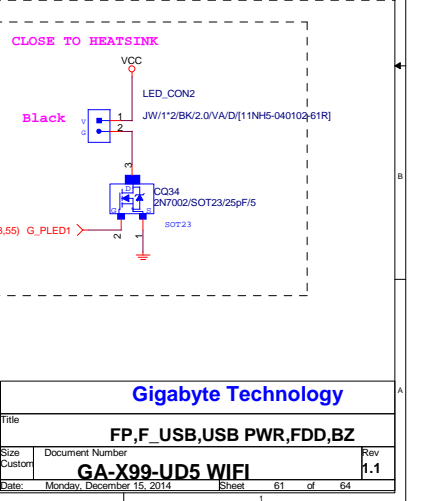 CLOSE TO HEATSINK
VCC
LED_CON2
JW/1*2/BK/2.0/VA/D/[11NH5-040102-61R]
Black
V
G
1
2
3
D
G
S
CQ34
2N7002/SOT23/25pF/5
SOT23
,55) G_PLED1
2
1
B
A
Gigabyte Technology
Title
FP,F_USB,USB PWR,FDD,BZ
Size
Custom
Document Number
GA-X99-UD5 WIFI
Rev
1.1
Date: Monday, December 15, 2014 Sheet 61 of 64
1